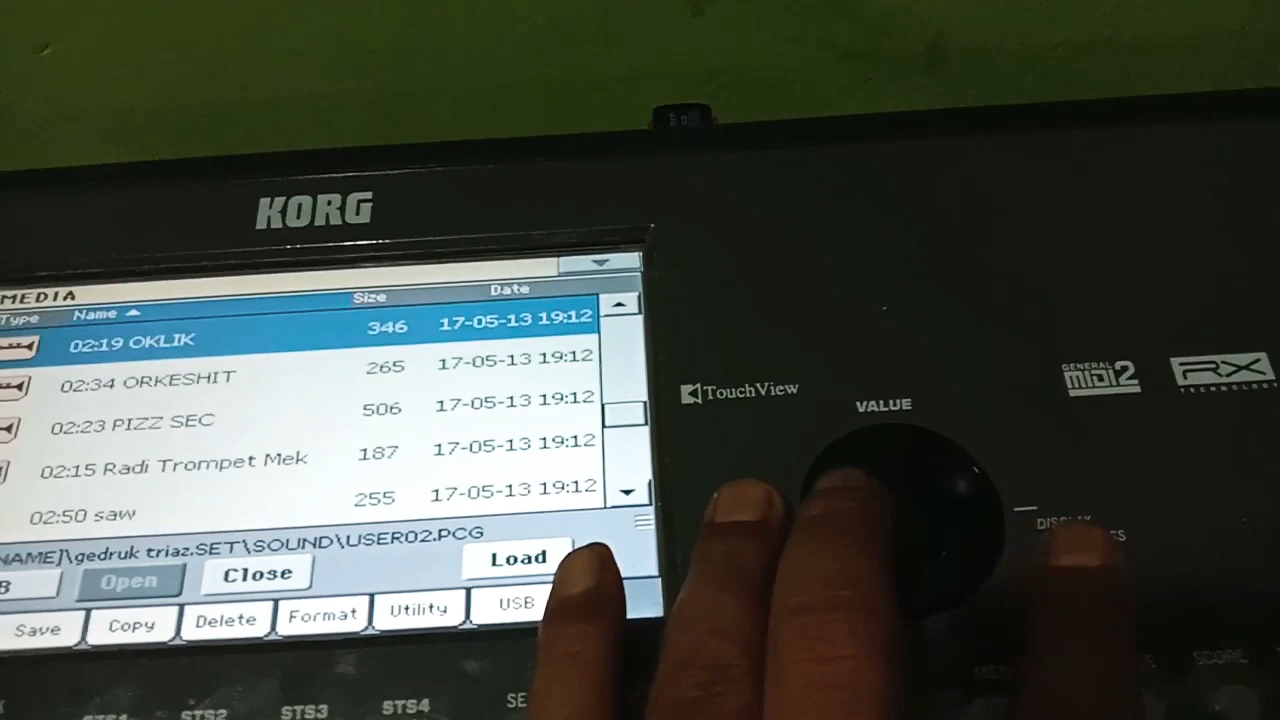 KORG
MEDIA
Type Name Size Date
02:19 OKLIK 346 17-05-13 19:12
02:34 ORKESHIT 265 17-05-13 19:12
02:23 PIZZ SEC 506 17-05-13 19:12
02:15 Radi Trompet Mek 187 17-05-13 19:12
02:50 saw 255 17-05-13 19:12
NAME]\gedruk triaz.SET\SOUND\USER02.PCG
B Open Close Load
Save Copy Delete Format Utility USB
STS1 STS2 STS3 STS4 SE
TouchView
VALUE
GENERAL
MIDI 2
RX
TECHNOLOGY
DISPLAY
SCORE